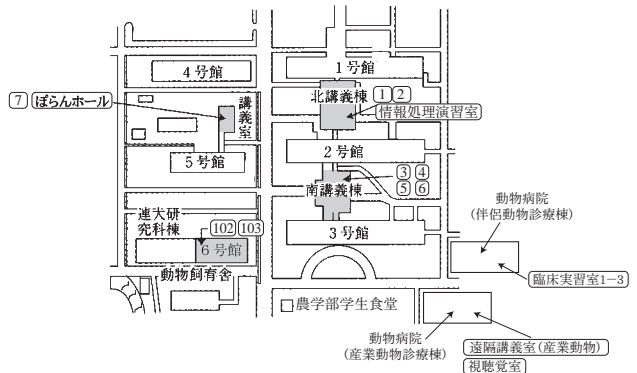 4号館
1号館
7 ぽらんホール
講義室
北講義棟
1 2
情報処理演習室
5号館
2号館
3 4
南講義棟
5 6
連大研
究科棟
102 103
6号館
3号館
動物飼育舎
動物病院
(伴侶動物診療棟)
臨床実習室1-3
農学部学生食堂
動物病院
(産業動物診療棟)
遠隔講義室(産業動物)
視聴覚室